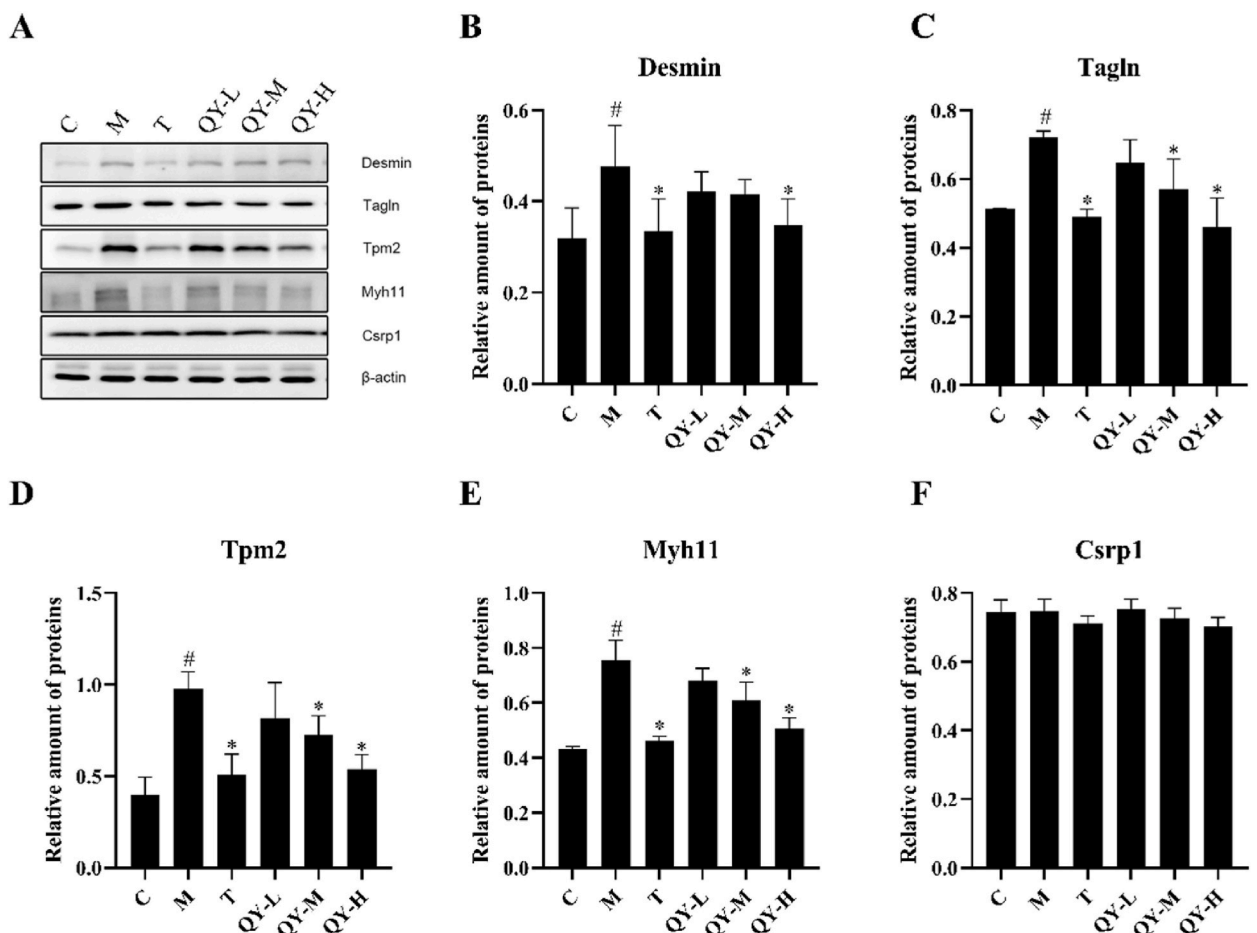 A
C M T QY-L QY-M QY-H
Desmin
Tagln
Tpm2
Myh11
Csrp1
β-actin
B
Desmin
Relative amount of proteins
0.6
0.4
0.2
0.0
#
*
*
C M T QY-L QY-M QY-H
C
Tagln
Relative amount of proteins
0.8
0.6
0.4
0.2
0.0
#
*
*
*
C M T QY-L QY-M QY-H
D
Tpm2
Relative amount of proteins
1.5
1.0
0.5
0.0
#
*
*
*
C M T QY-L QY-M QY-H
E
Myh11
Relative amount of proteins
1.0
0.8
0.6
0.4
0.2
0.0
#
*
*
*
C M T QY-L QY-M QY-H
F
Csrp1
Relative amount of proteins
0.8
0.6
0.4
0.2
0.0
C M T QY-L QY-M QY-H